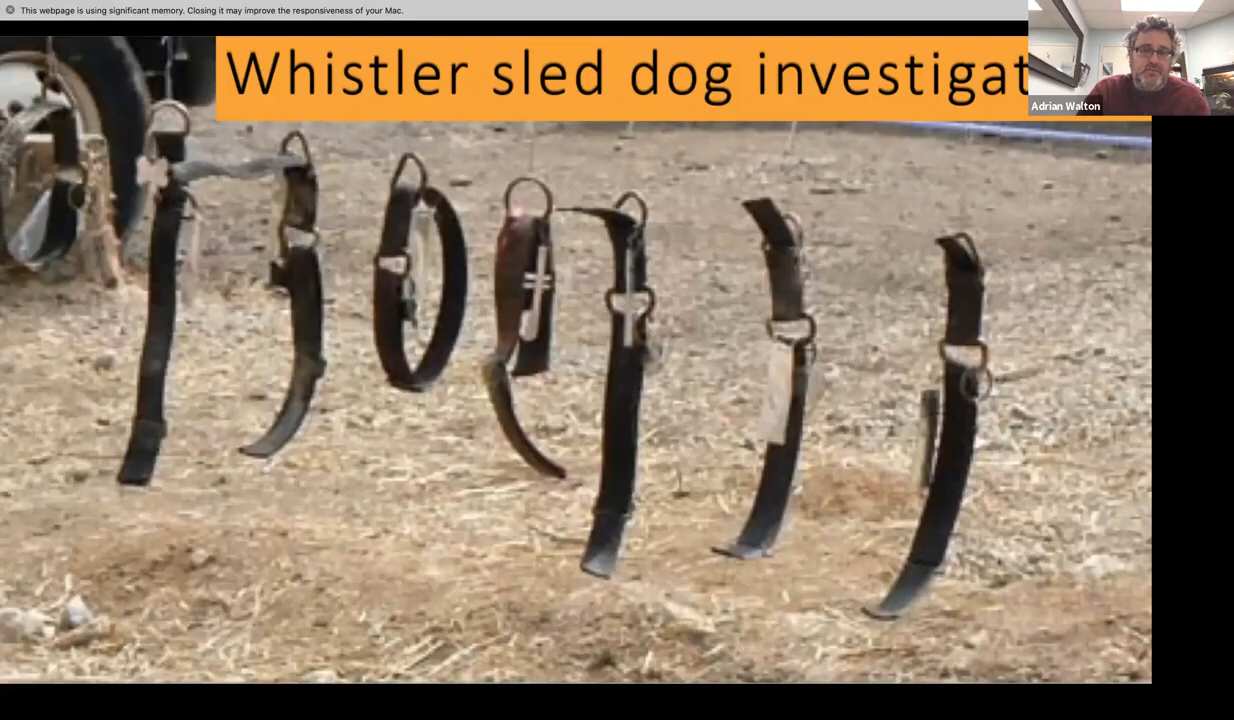 This webpage is using significant memory. Closing it may improve the responsiveness of your Mac.
Whistler sled dog investigat
Adrian Walton